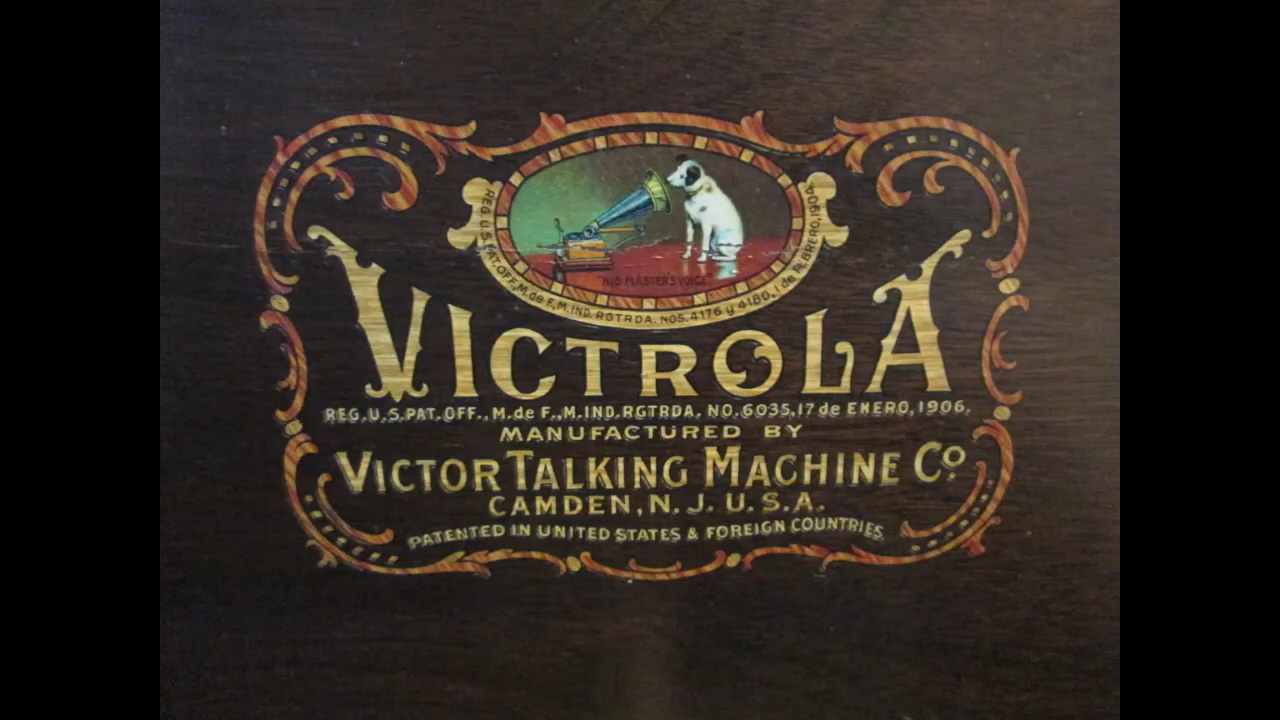 "HIS MASTER'S VOICE"
REG. U.S. PAT. OFF. M. de F. M. IND. RGTRDA. NOS. 4176 y 4180, 1 de FEBRERO, 1904
VICTROLA
REG. U.S. PAT. OFF., M. de F., M. IND. RGTRDA. NO. 6035, 17 de ENERO, 1906.
MANUFACTURED BY
VICTOR TALKING MACHINE CO.
CAMDEN, N. J. U. S. A.
PATENTED IN UNITED STATES & FOREIGN COUNTRIES